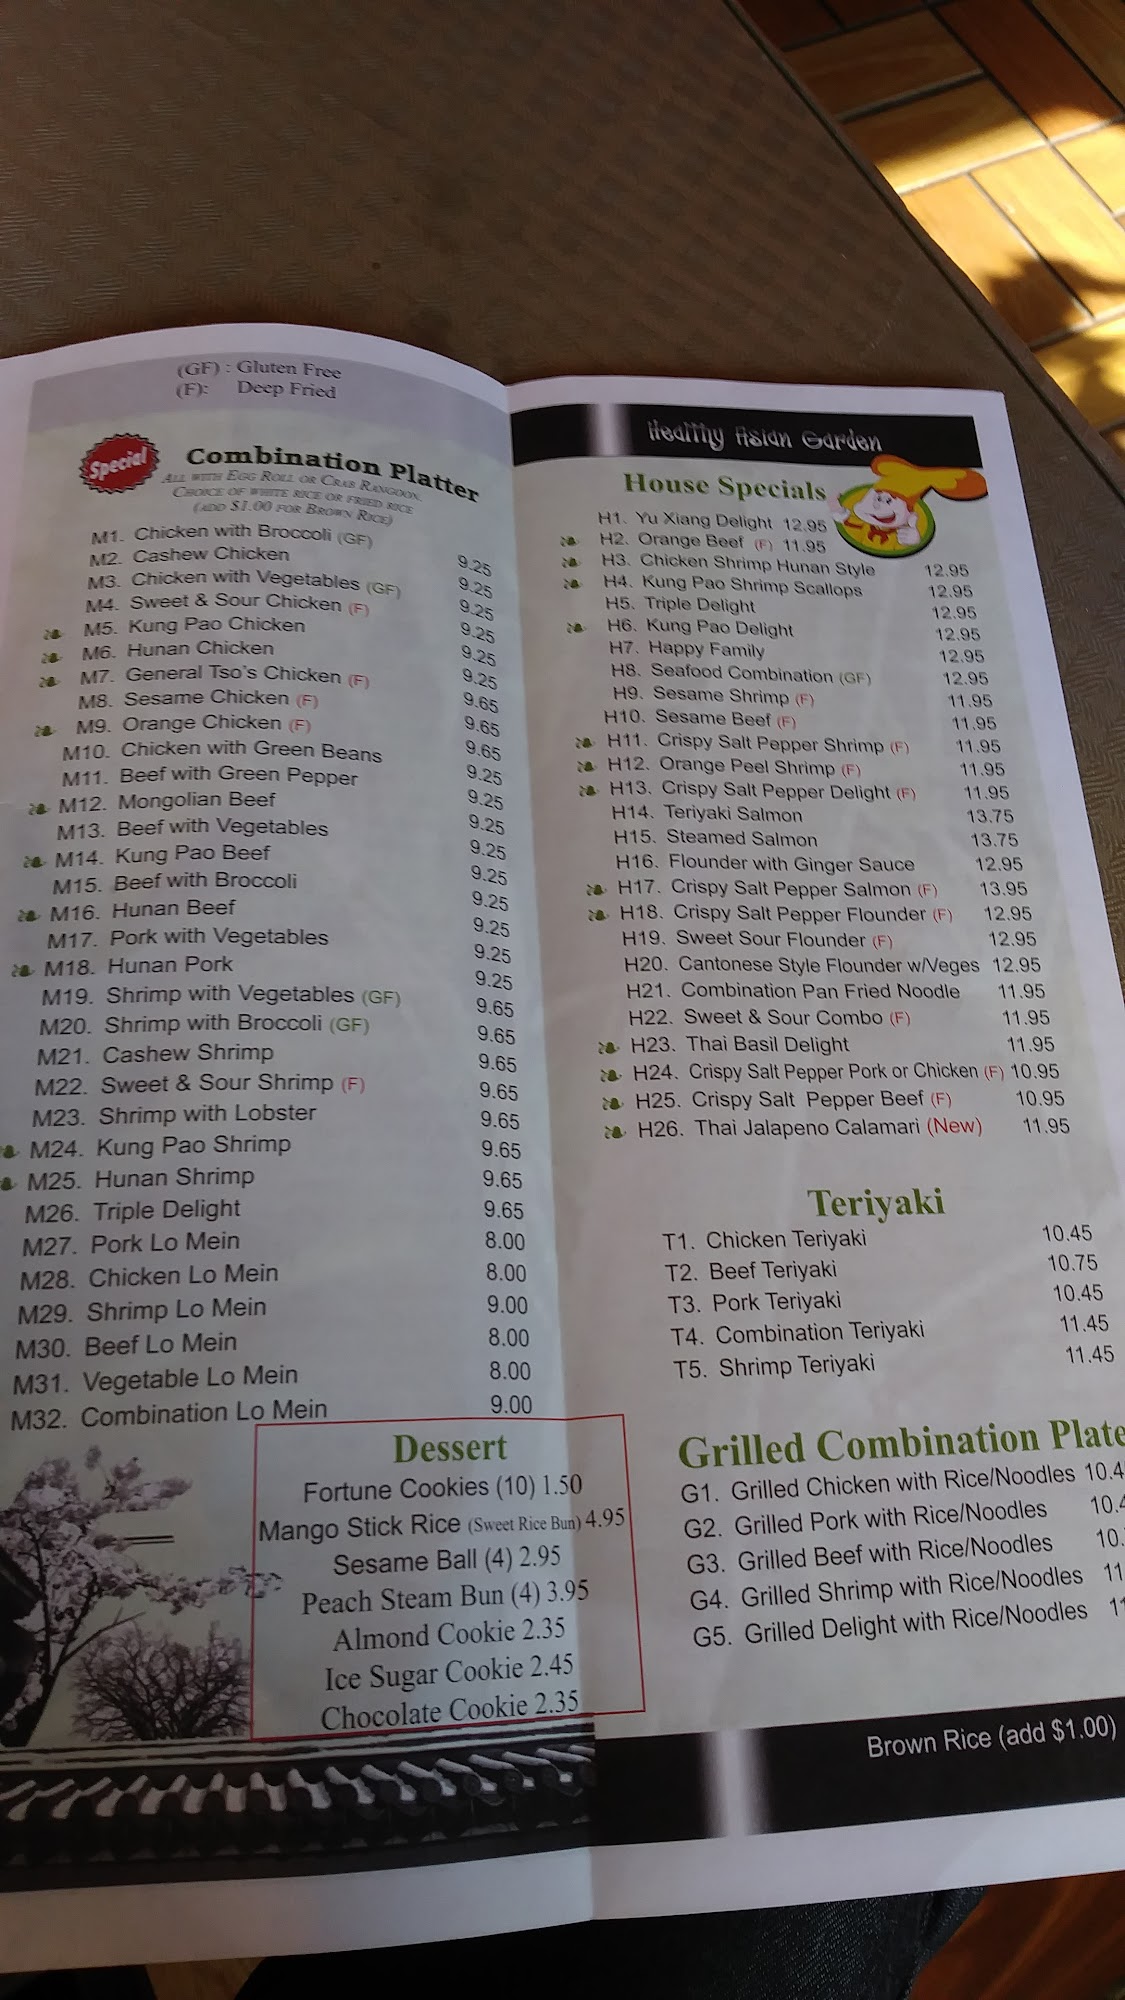 (GF) : Gluten Free
(F): Deep Fried
Special
Combination Platter
All with Egg Roll or Crab Rangoon.
Choice of white rice or fried rice
(add $1.00 for Brown Rice)
M1. Chicken with Broccoli (GF) 9.25
M2. Cashew Chicken 9.25
M3. Chicken with Vegetables (GF) 9.25
M4. Sweet & Sour Chicken (F) 9.25
M5. Kung Pao Chicken 9.25
M6. Hunan Chicken 9.25
M7. General Tso's Chicken (F) 9.65
M8. Sesame Chicken (F) 9.65
M9. Orange Chicken (F) 9.65
M10. Chicken with Green Beans 9.25
M11. Beef with Green Pepper 9.25
M12. Mongolian Beef 9.25
M13. Beef with Vegetables 9.25
M14. Kung Pao Beef 9.25
M15. Beef with Broccoli 9.25
M16. Hunan Beef 9.25
M17. Pork with Vegetables 9.25
M18. Hunan Pork 9.25
M19. Shrimp with Vegetables (GF) 9.65
M20. Shrimp with Broccoli (GF) 9.65
M21. Cashew Shrimp 9.65
M22. Sweet & Sour Shrimp (F) 9.65
M23. Shrimp with Lobster 9.65
M24. Kung Pao Shrimp 9.65
M25. Hunan Shrimp 9.65
M26. Triple Delight 9.65
M27. Pork Lo Mein 8.00
M28. Chicken Lo Mein 8.00
M29. Shrimp Lo Mein 9.00
M30. Beef Lo Mein 8.00
M31. Vegetable Lo Mein 8.00
M32. Combination Lo Mein 9.00
Dessert
Fortune Cookies (10) 1.50
Mango Stick Rice (Sweet Rice Bun) 4.95
Sesame Ball (4) 2.95
Peach Steam Bun (4) 3.95
Almond Cookie 2.35
Ice Sugar Cookie 2.45
Chocolate Cookie 2.35
Healthy Asian Garden
House Specials
H1. Yu Xiang Delight 12.95
H2. Orange Beef (F) 11.95
H3. Chicken Shrimp Hunan Style 12.95
H4. Kung Pao Shrimp Scallops 12.95
H5. Triple Delight 12.95
H6. Kung Pao Delight 12.95
H7. Happy Family 12.95
H8. Seafood Combination (GF) 12.95
H9. Sesame Shrimp (F) 11.95
H10. Sesame Beef (F) 11.95
H11. Crispy Salt Pepper Shrimp (F) 11.95
H12. Orange Peel Shrimp (F) 11.95
H13. Crispy Salt Pepper Delight (F) 11.95
H14. Teriyaki Salmon 13.75
H15. Steamed Salmon 13.75
H16. Flounder with Ginger Sauce 12.95
H17. Crispy Salt Pepper Salmon (F) 13.95
H18. Crispy Salt Pepper Flounder (F) 12.95
H19. Sweet Sour Flounder (F) 12.95
H20. Cantonese Style Flounder w/Veges 12.95
H21. Combination Pan Fried Noodle 11.95
H22. Sweet & Sour Combo (F) 11.95
H23. Thai Basil Delight 11.95
H24. Crispy Salt Pepper Pork or Chicken (F) 10.95
H25. Crispy Salt Pepper Beef (F) 10.95
H26. Thai Jalapeno Calamari (New) 11.95
Teriyaki
T1. Chicken Teriyaki 10.45
T2. Beef Teriyaki 10.75
T3. Pork Teriyaki 10.45
T4. Combination Teriyaki 11.45
T5. Shrimp Teriyaki 11.45
Grilled Combination Plate
G1. Grilled Chicken with Rice/Noodles 10.4
G2. Grilled Pork with Rice/Noodles 10.4
G3. Grilled Beef with Rice/Noodles 10.
G4. Grilled Shrimp with Rice/Noodles 11
G5. Grilled Delight with Rice/Noodles 11
Brown Rice (add $1.00)